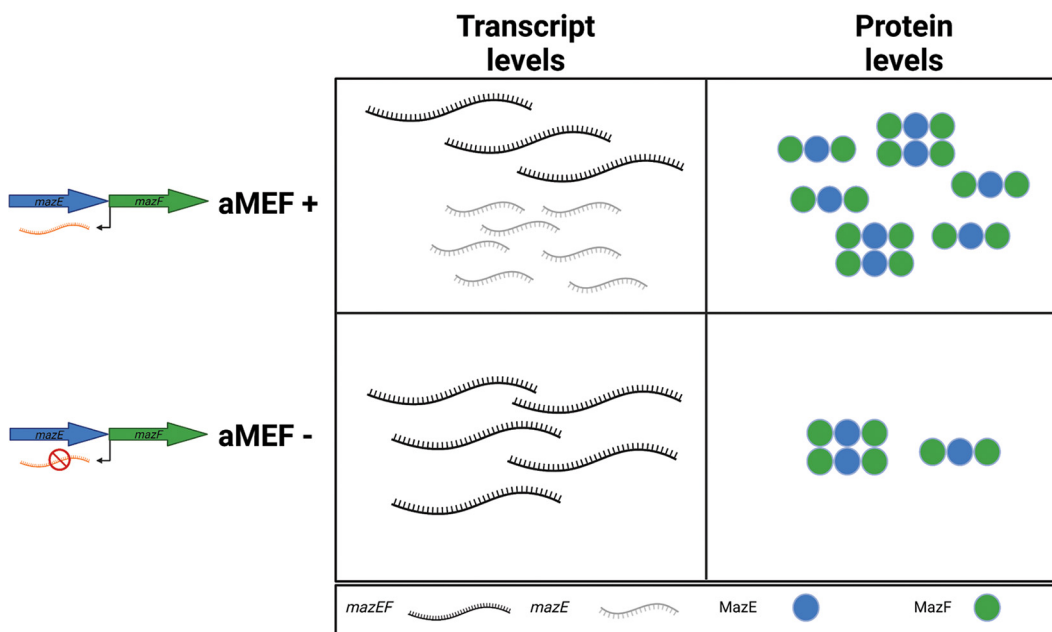 Transcript
levels
Protein
levels
mazE mazF aMEF +
mazE mazF aMEF -
mazEF mazE MazE MazF